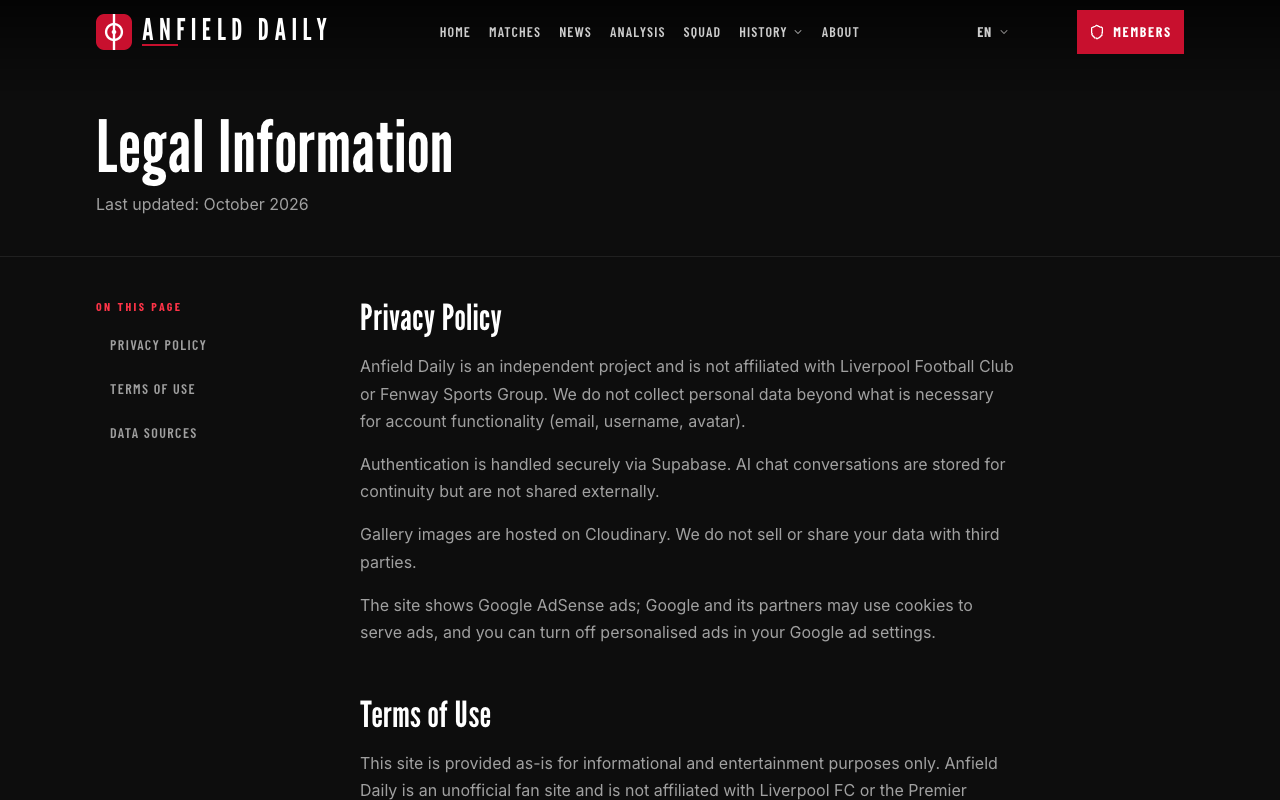 ANFIELD DAILY
HOME MATCHES NEWS ANALYSIS SQUAD HISTORY ABOUT
EN
MEMBERS
Legal Information
Last updated: October 2026
ON THIS PAGE
PRIVACY POLICY
TERMS OF USE
DATA SOURCES
Privacy Policy
Anfield Daily is an independent project and is not affiliated with Liverpool Football Club
or Fenway Sports Group. We do not collect personal data beyond what is necessary
for account functionality (email, username, avatar).
Authentication is handled securely via Supabase. AI chat conversations are stored for
continuity but are not shared externally.
Gallery images are hosted on Cloudinary. We do not sell or share your data with third
parties.
The site shows Google AdSense ads; Google and its partners may use cookies to
serve ads, and you can turn off personalised ads in your Google ad settings.
Terms of Use
This site is provided as-is for informational and entertainment purposes only. Anfield
Daily is an unofficial fan site and is not affiliated with Liverpool FC or the Premier